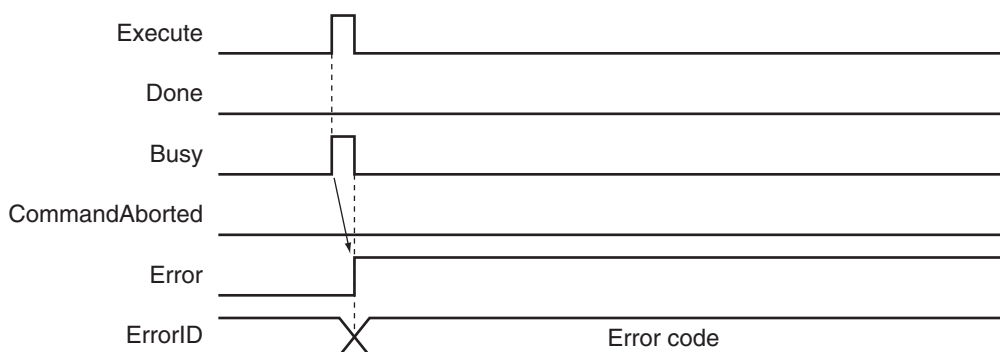 Execute
Done
Busy
CommandAborted
Error
ErrorID
Error code